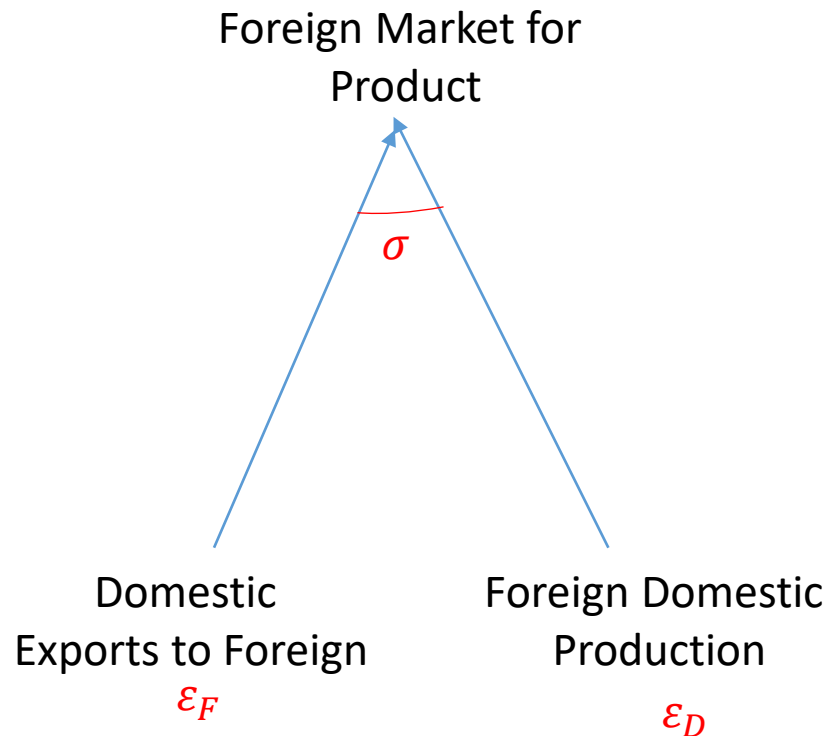 Foreign Market for
Product
σ
Domestic
Exports to Foreign
ε_F
Foreign Domestic
Production
ε_D